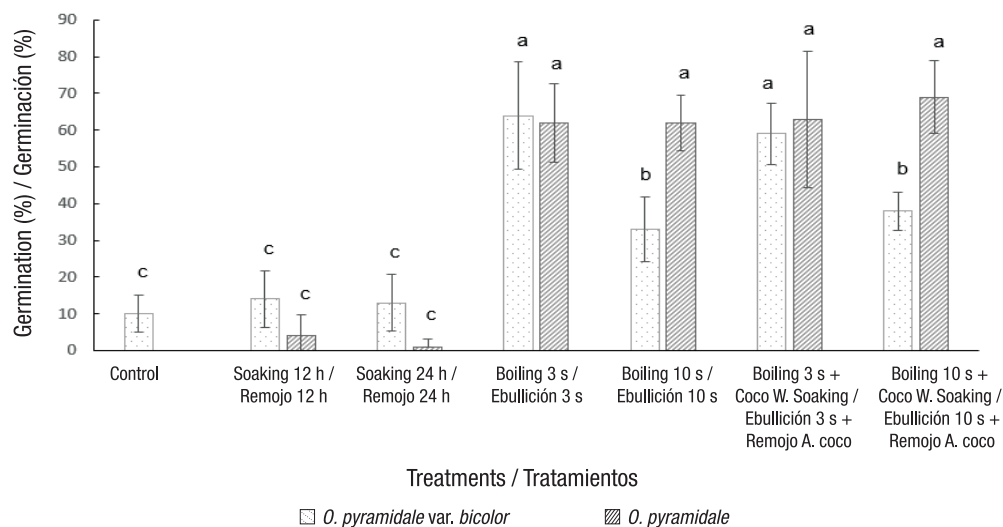 Germination (%) / Germinación (%)
90
80
70
60
50
40
30
20
10
0
c
c
c
c
c
a
a
b
a
a
a
b
a
Control
Soaking 12 h /
Remojo 12h
Soaking 24 h /
Remojo 24h
Boiling 3 s /
Ebullición 3 s
Boiling 10 s /
Ebullición 10 s
Boiling 3 s +
Coco W. Soaking /
Ebullición 3 s +
Remojo A. coco
Boiling 10 s +
Coco W. Soaking /
Ebullición 10 s +
Remojo A. coco
Treatments / Tratamientos
O. pyramidale var. bicolor
O. pyramidale